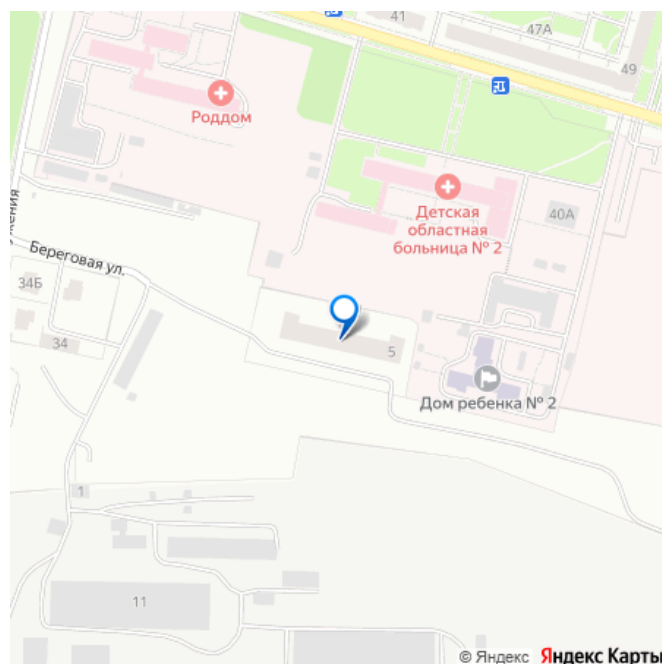 41
47А
49
Роддом
Детская
областная
больница № 2
40А
ужения
Береговая ул.
34Б
34
5
Дом ребенка № 2
1
11
© Яндекс Яндекс Карты